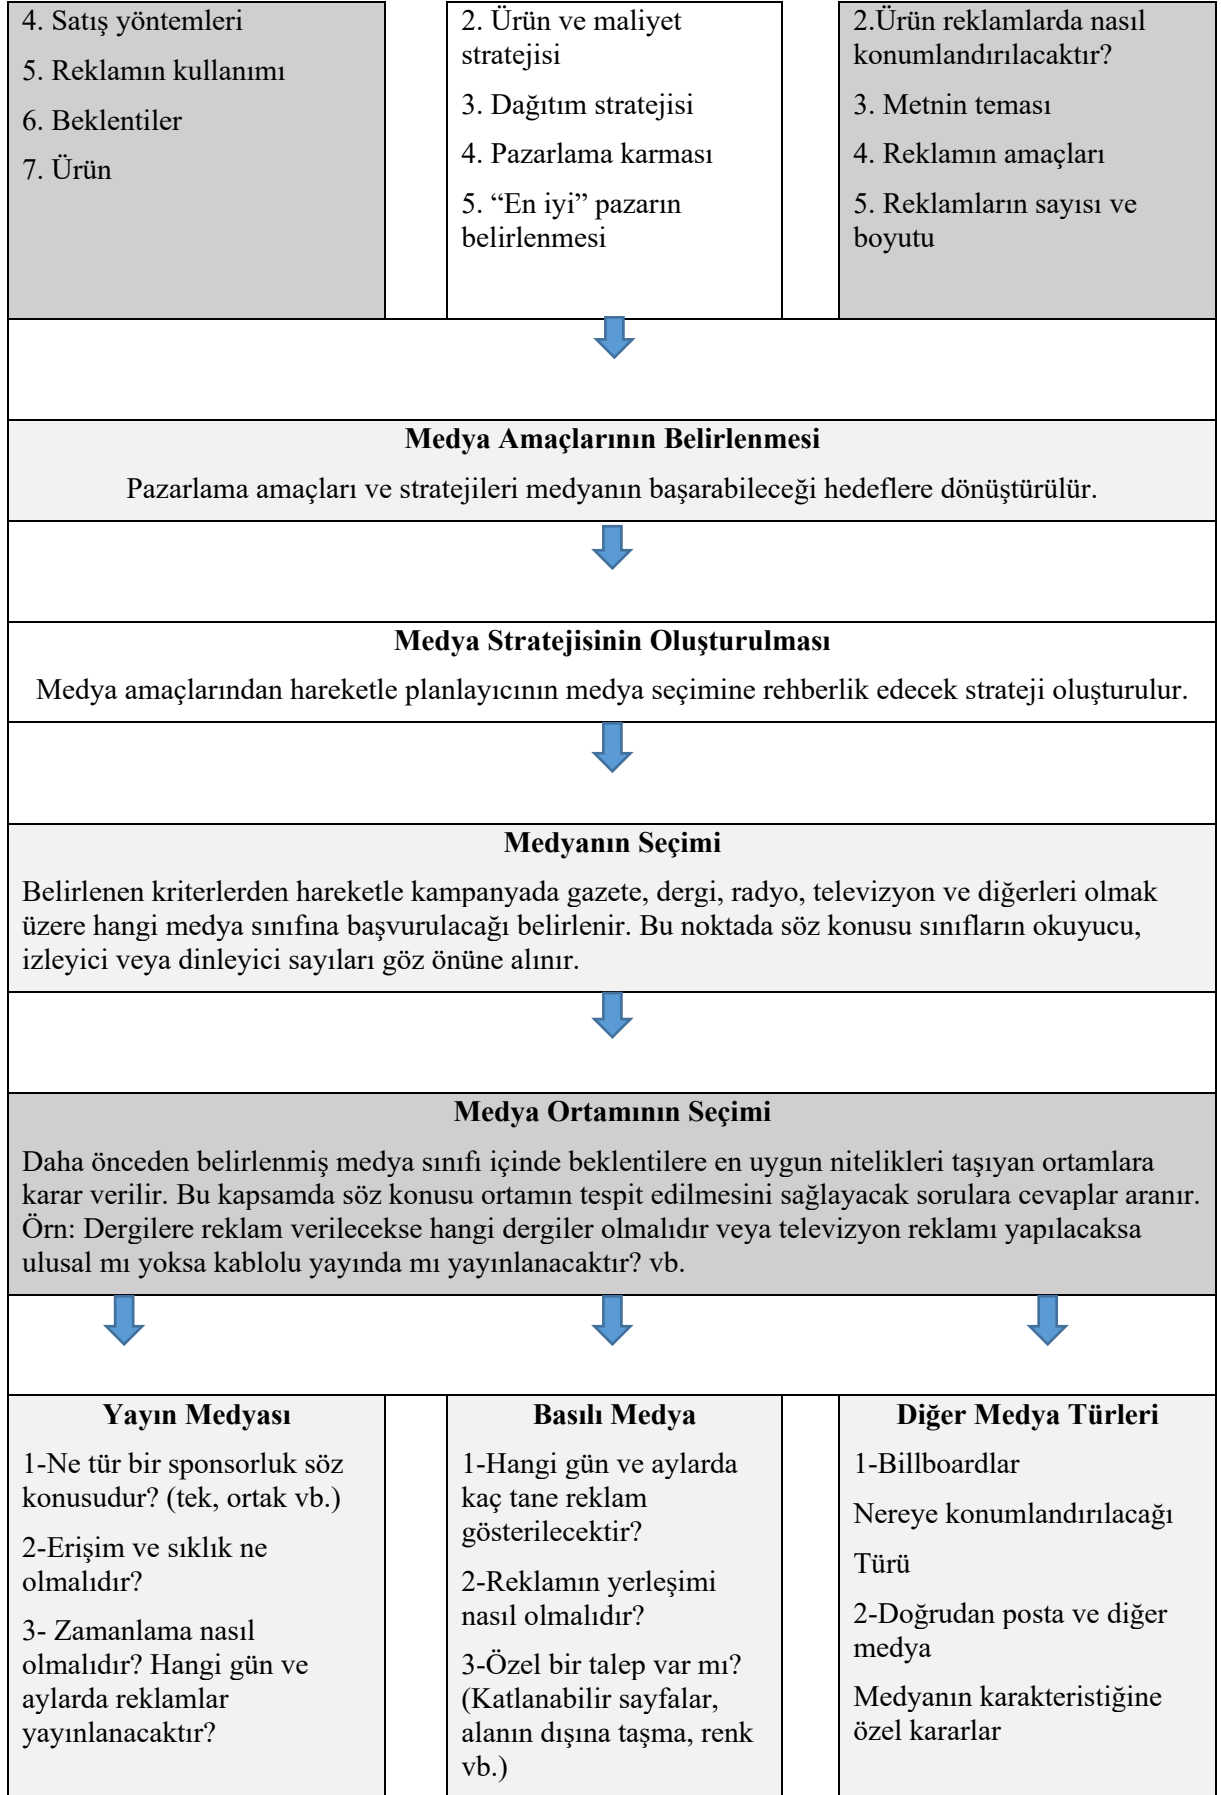 4. Satış yöntemleri
5. Reklamın kullanımı
6. Beklentiler
7. Ürün
2. Ürün ve maliyet
stratejisi
3. Dağıtım stratejisi
4. Pazarlama karması
5. “En iyi” pazarın
belirlenmesi
2.Ürün reklamlarda nasıl
konumlandırılacaktır?
3. Metnin teması
4. Reklamın amaçları
5. Reklamların sayısı ve
boyutu
Medya Amaçlarının Belirlenmesi
Pazarlama amaçları ve stratejileri medyanın başarabileceği hedeflere dönüştürülür.
Medya Stratejisinin Oluşturulması
Medya amaçlarından hareketle planlayıcının medya seçimine rehberlik edecek strateji oluşturulur.
Medyanın Seçimi
Belirlenen kriterlerden hareketle kampanyada gazete, dergi, radyo, televizyon ve diğerleri olmak
üzere hangi medya sınıfına başvurulacağı belirlenir. Bu noktada söz konusu sınıfların okuyucu,
izleyici veya dinleyici sayıları göz önüne alınır.
Medya Ortamının Seçimi
Daha önceden belirlenmiş medya sınıfı içinde beklentilere en uygun nitelikleri taşıyan ortamlara
karar verilir. Bu kapsamda söz konusu ortamın tespit edilmesini sağlayacak sorulara cevaplar aranır.
Örn: Dergilere reklam verilecekse hangi dergiler olmalıdır veya televizyon reklamı yapılacaksa
ulusal mı yoksa kablolu yayında mı yayınlanacaktır? vb.
Yayın Medyası
1-Ne tür bir sponsorluk söz
konusudur? (tek, ortak vb.)
2-Erişim ve sıklık ne
olmalıdır?
3- Zamanlama nasıl
olmalıdır? Hangi gün ve
aylarda reklamlar
yayınlanacaktır?
Basılı Medya
1-Hangi gün ve aylarda
kaç tane reklam
gösterilecektir?
2-Reklamın yerleşimi
nasıl olmalıdır?
3-Özel bir talep var mı?
(Katlanabilir sayfalar,
alanın dışına taşma, renk
vb.)
Diğer Medya Türleri
1-Billboardlar
Nereye konumlandırılacağı
Türü
2-Doğrudan posta ve diğer
medya
Medyanın karakteristiğine
özel kararlar